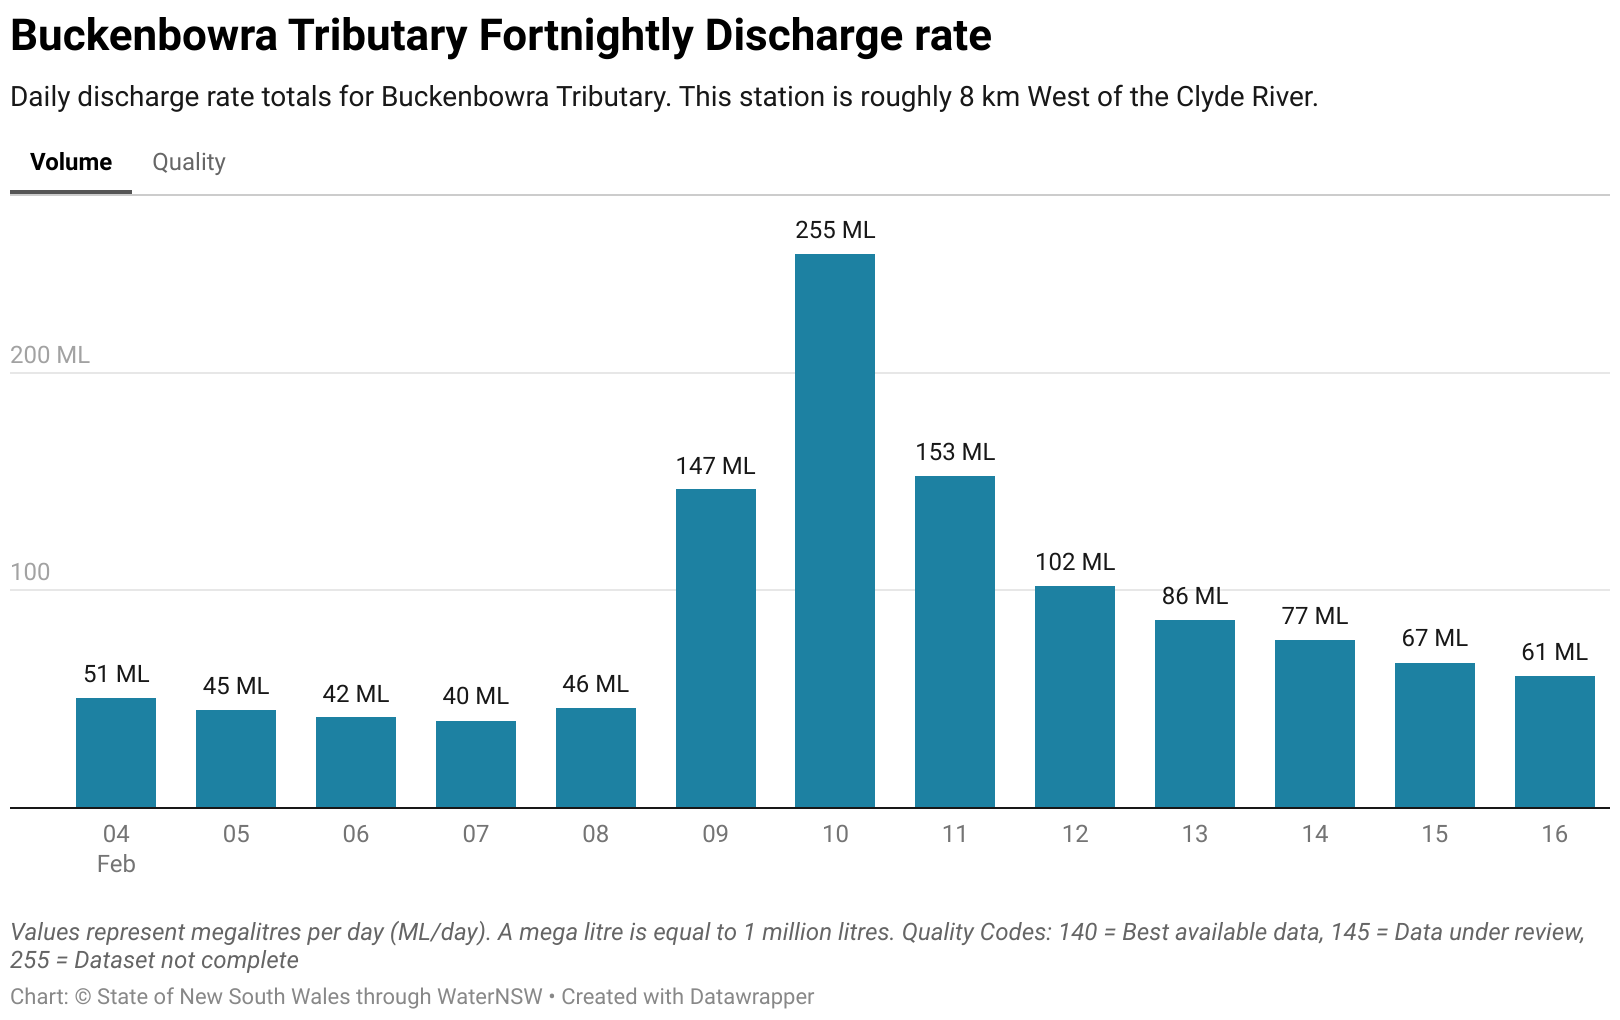 Buckenbowra Tributary Fortnightly Discharge rate
Daily discharge rate totals for Buckenbowra Tributary. This station is roughly 8 km West of the Clyde River.
Volume Quality
255 ML
200 ML
153 ML
147 ML
102 ML
100
86 ML
77 ML
67 ML
61 ML
51 ML
45 ML
42 ML
40 ML
46 ML
04 05 06 07 08 09 10 11 12 13 14 15 16
Feb
Values represent megalitres per day (ML/day). A mega litre is equal to 1 million litres. Quality Codes: 140 = Best available data, 145 = Data under review,
255 = Dataset not complete
Chart: © State of New South Wales through WaterNSW • Created with Datawrapper